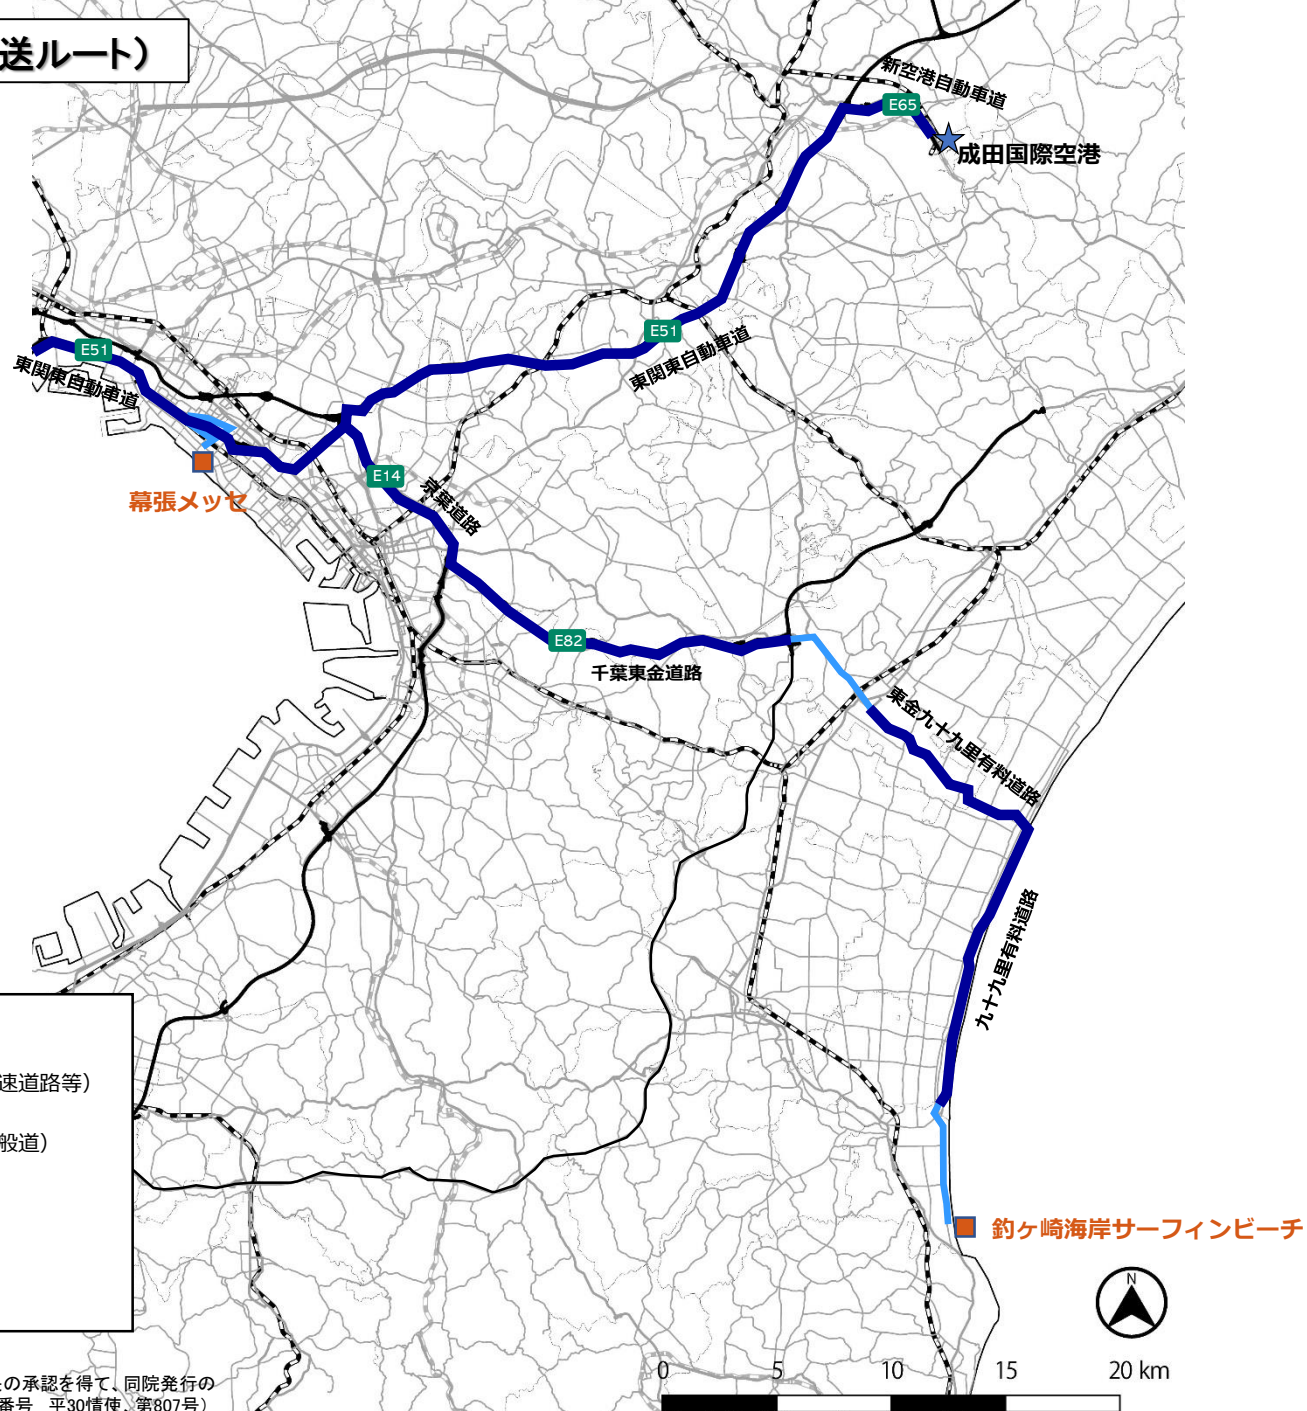 送ルート）
新空港自動車道
E65
成田国際空港
E51
東関東自動車道
E51
東関東自動車道
幕張メッセ
E14
京葉道路
E82
千葉東金道路
東金九十九里有料道路
九十九里有料道路
速道路等）
般道）
釣ヶ崎海岸サーフィンビーチ
N
0 5 10 15 20 km
の承認を得て、同院発行の
番号 平30情使、第807号）